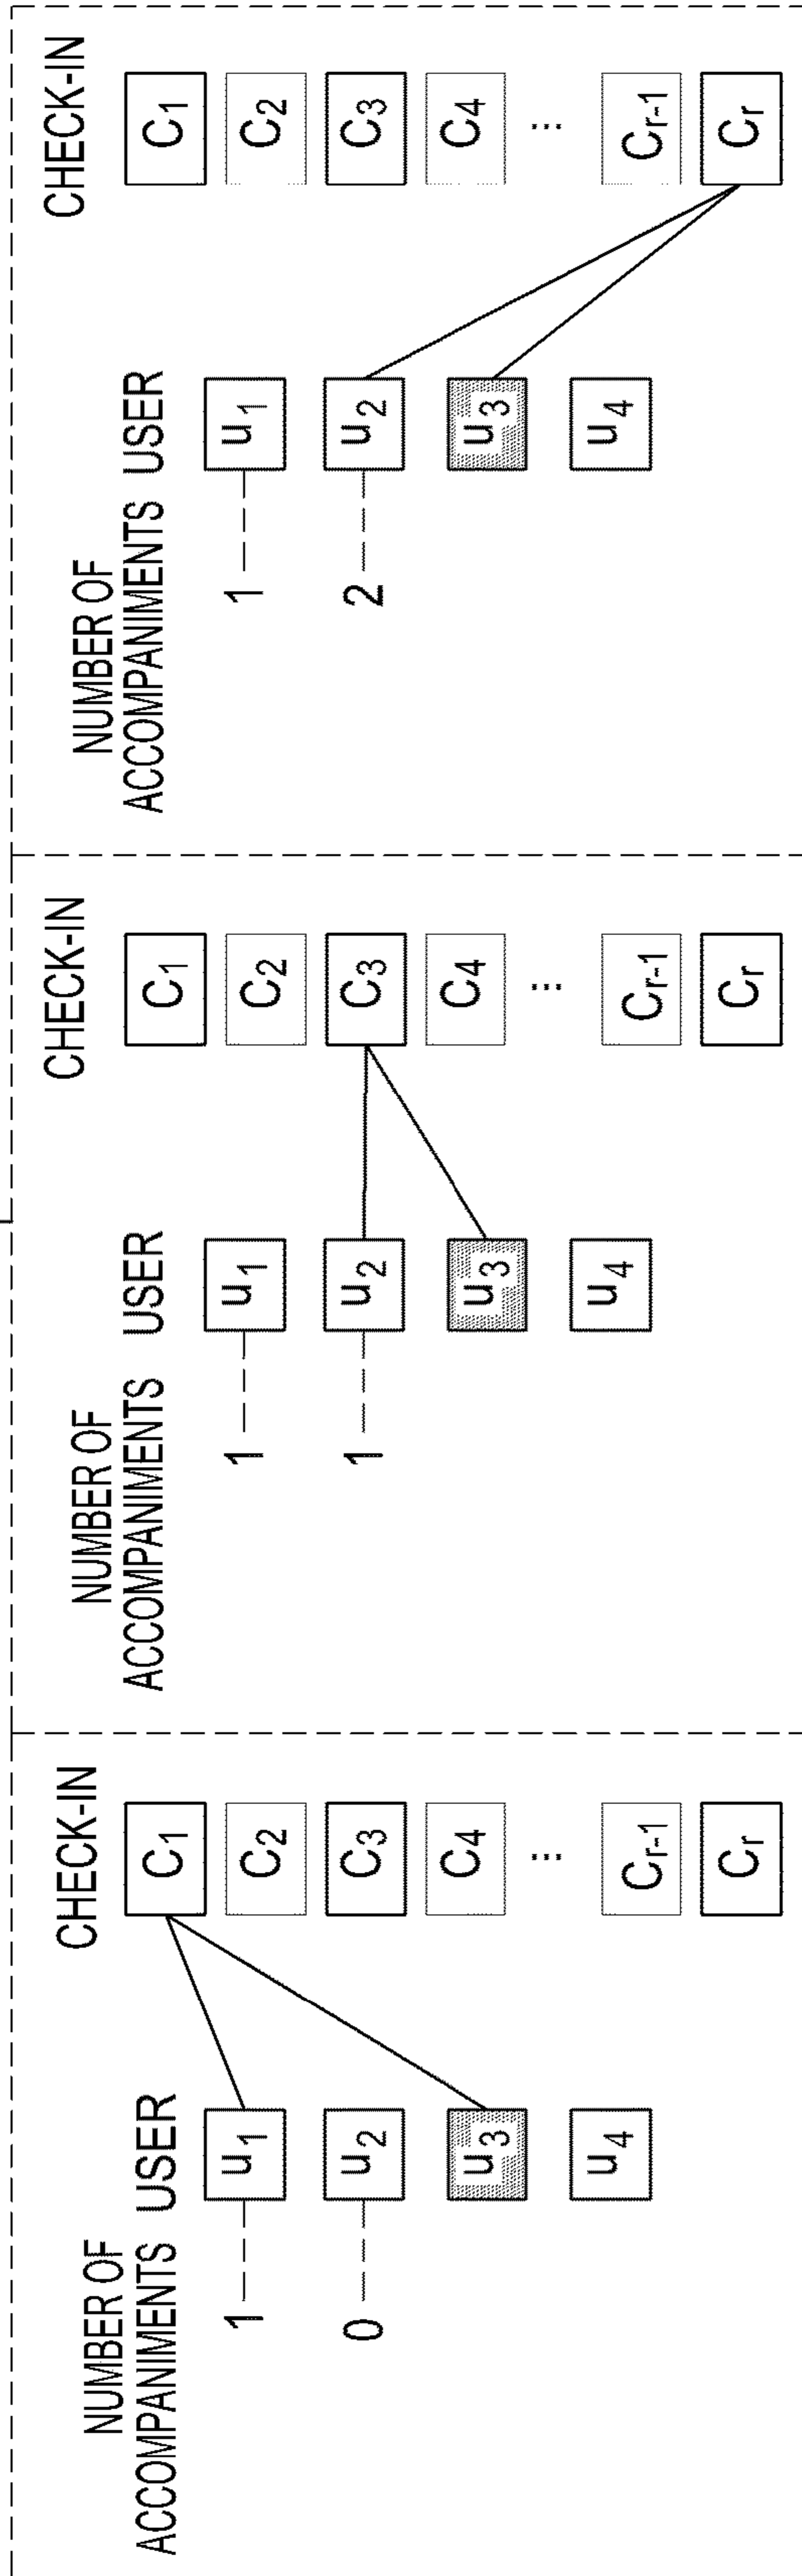 NUMBER OF
ACCOMPANIMENTS USER
CHECK-IN
1
u1
0
u2
u3
u4
C1
C2
C3
C4
...
Cr-1
Cr
NUMBER OF
ACCOMPANIMENTS USER
CHECK-IN
1
u1
1
u2
u3
u4
C1
C2
C3
C4
...
Cr-1
Cr
NUMBER OF
ACCOMPANIMENTS USER
CHECK-IN
1
u1
2
u2
u3
u4
C1
C2
C3
C4
...
Cr-1
Cr